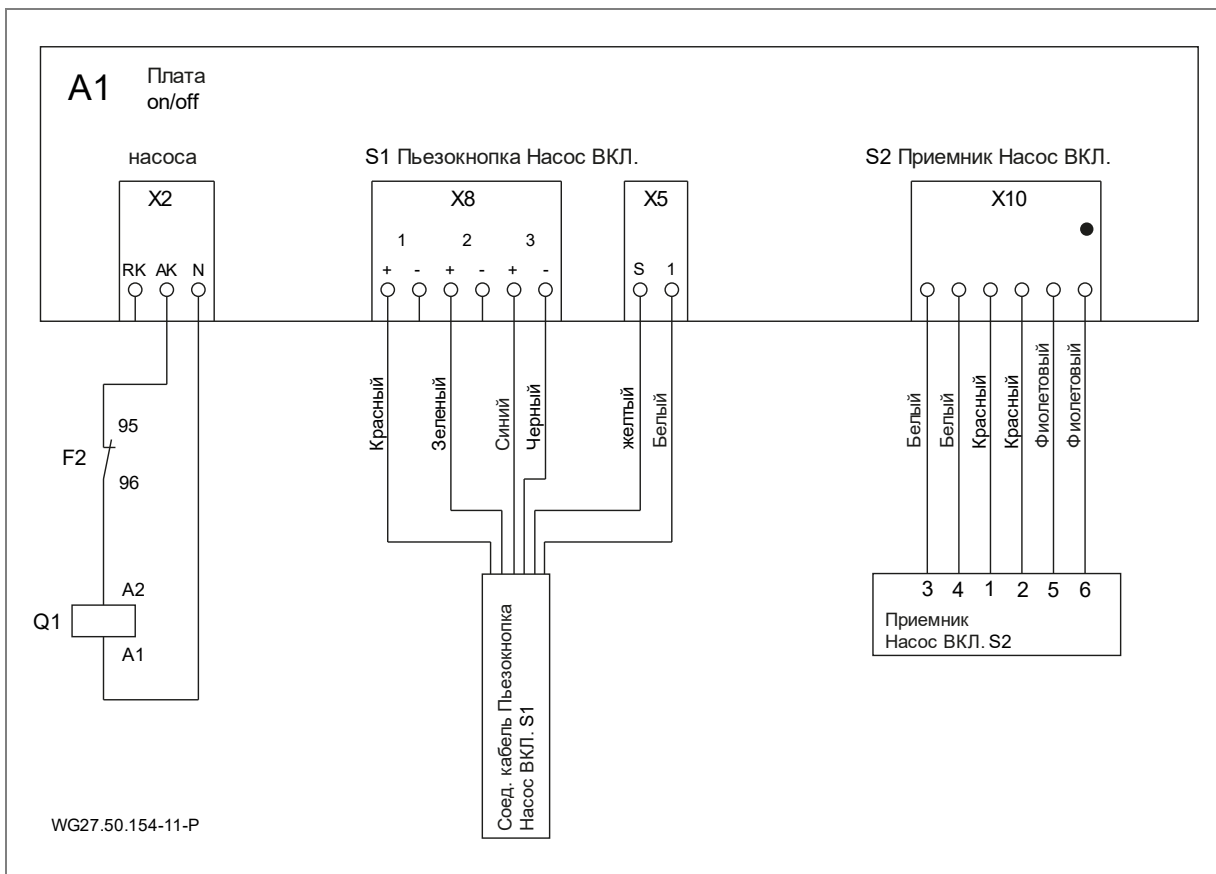 A1
Плата
on/off
насоса
S1 Пьезокнопка Насос ВКЛ.
S2 Приемник Насос ВКЛ.
X2
X8
X5
X10
1 2 3
RK AK N
+ - + - + -
S 1
Красный
Зеленый
Синий
Черный
желтый
Белый
Белый
Белый
Красный
Красный
Фиолетовый
Фиолетовый
95
F2
96
A2
Q1
A1
3 4 1 2 5 6
Приемник
Насос ВКЛ. S2
Соед. кабель Пьезокнопка
Насос ВКЛ. S1
WG27.50.154-11-P